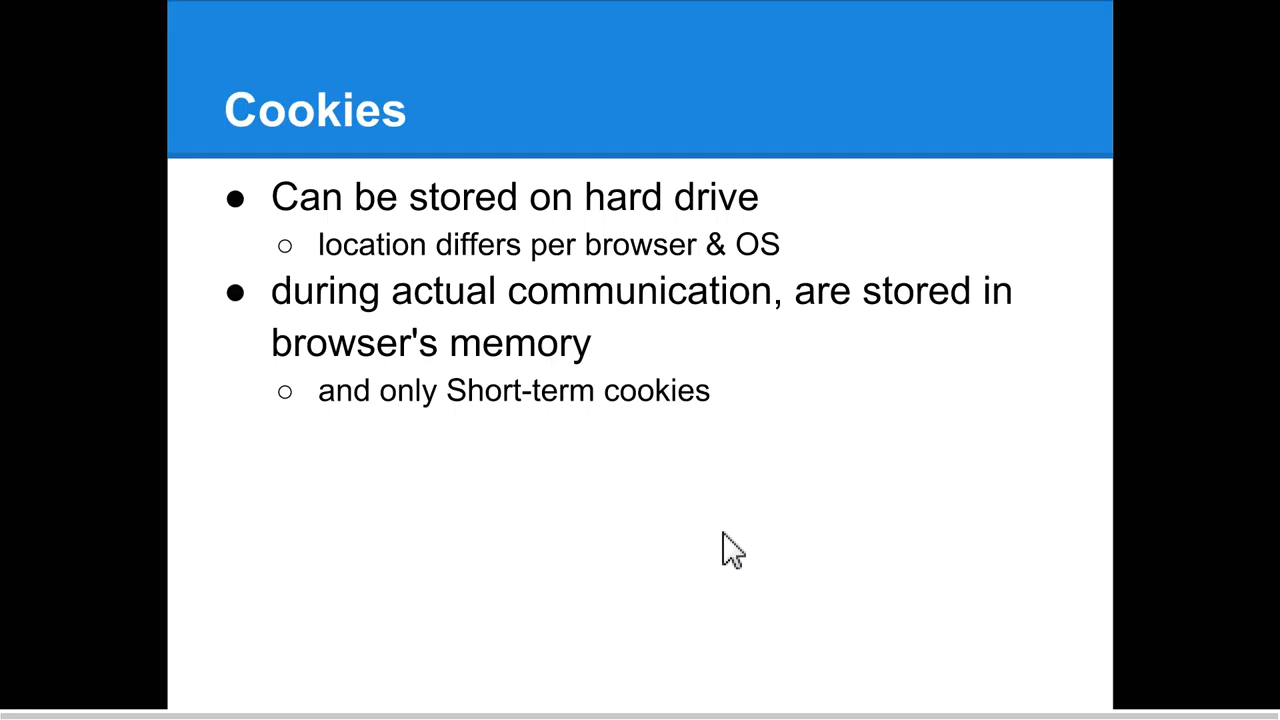 Cookies
● Can be stored on hard drive
○ location differs per browser & OS
● during actual communication, are stored in
browser's memory
○ and only Short-term cookies